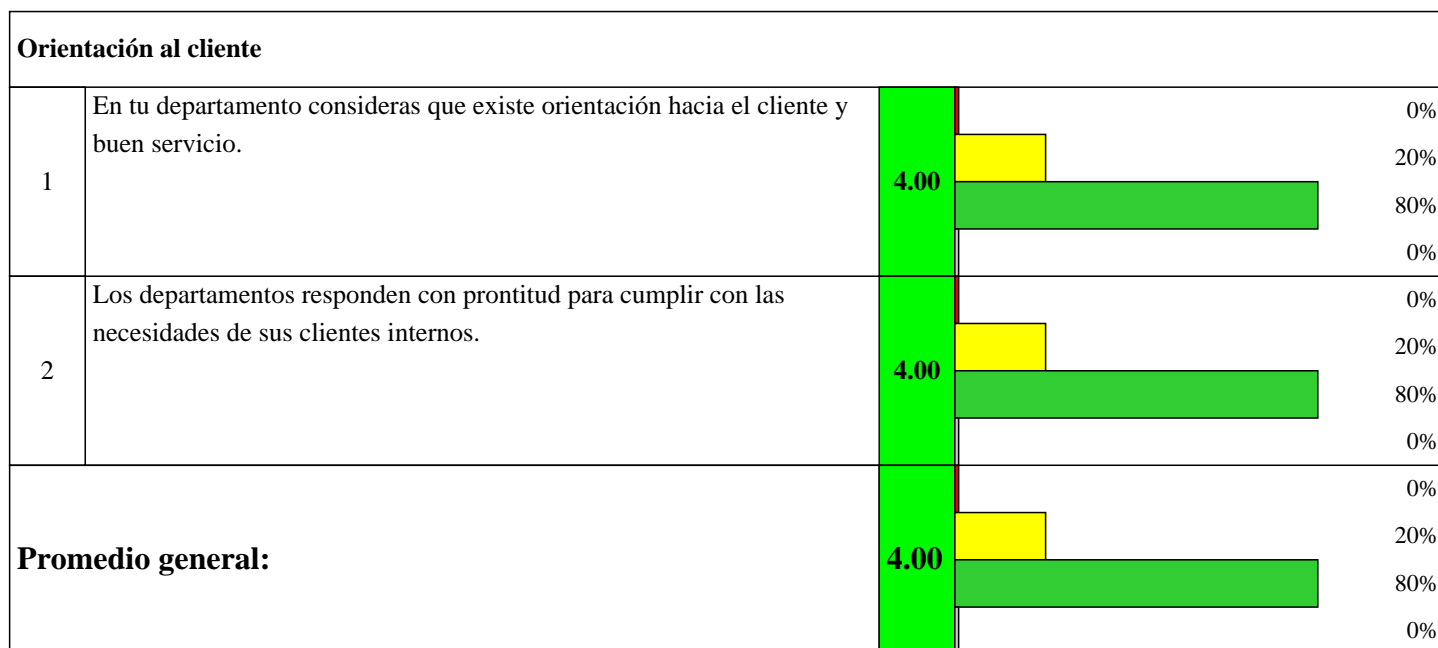 Orientación al cliente
1
En tu departamento consideras que existe orientación hacia el cliente y
buen servicio.
4.00
0%
20%
80%
0%
2
Los departamentos responden con prontitud para cumplir con las
necesidades de sus clientes internos.
4.00
0%
20%
80%
0%
Promedio general:
4.00
0%
20%
80%
0%